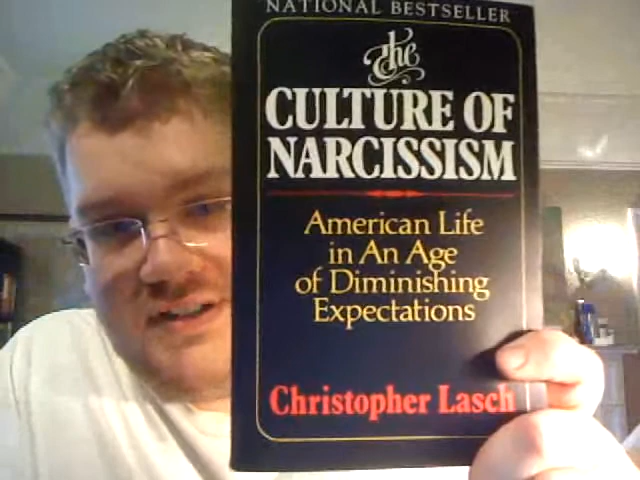 NATIONAL BESTSELLER
The
CULTURE OF
NARCISSISM
American Life
in An Age
of Diminishing
Expectations
Christopher Lasch